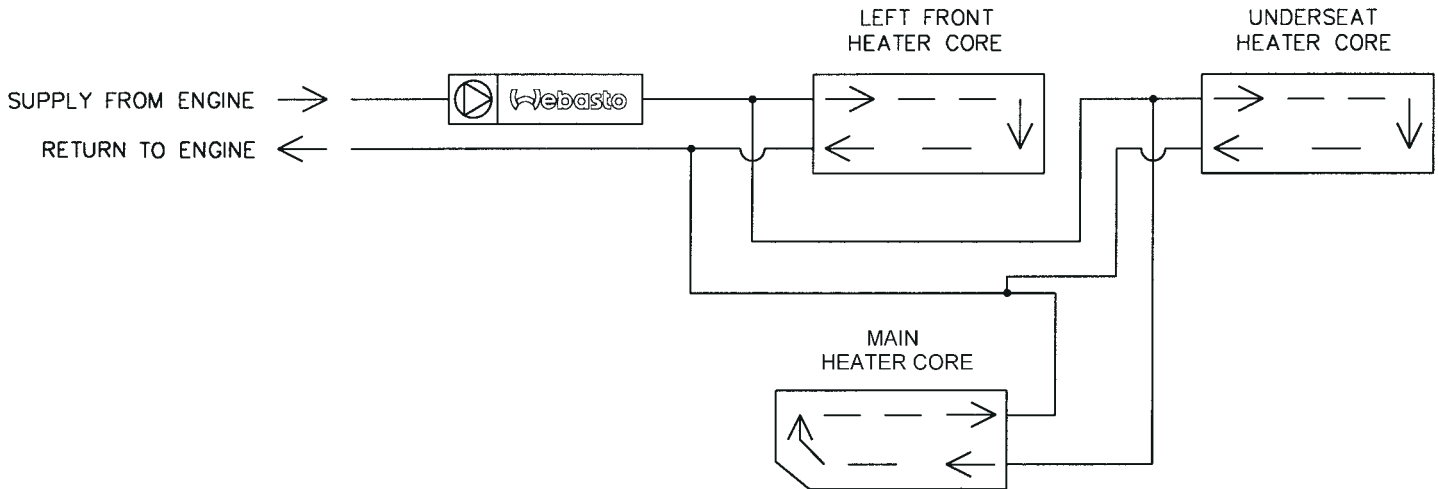 LEFT FRONT
HEATER CORE
UNDERSEAT
HEATER CORE
SUPPLY FROM ENGINE
Webasto
RETURN TO ENGINE
MAIN
HEATER CORE